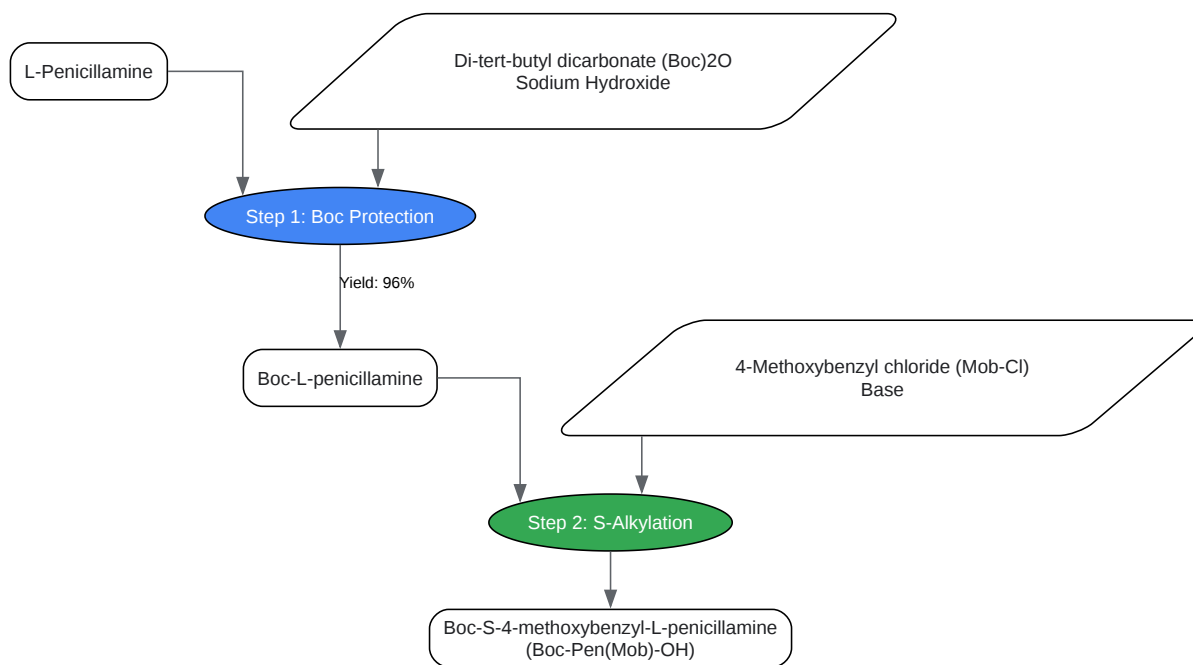 L-Penicillamine
Di-tert-butyl dicarbonate (Boc)2O
Sodium Hydroxide
Step 1: Boc Protection
Yield: 96%
Boc-L-penicillamine
4-Methoxybenzyl chloride (Mob-Cl)
Base
Step 2: S-Alkylation
Boc-S-4-methoxybenzyl-L-penicillamine
(Boc-Pen(Mob)-OH)